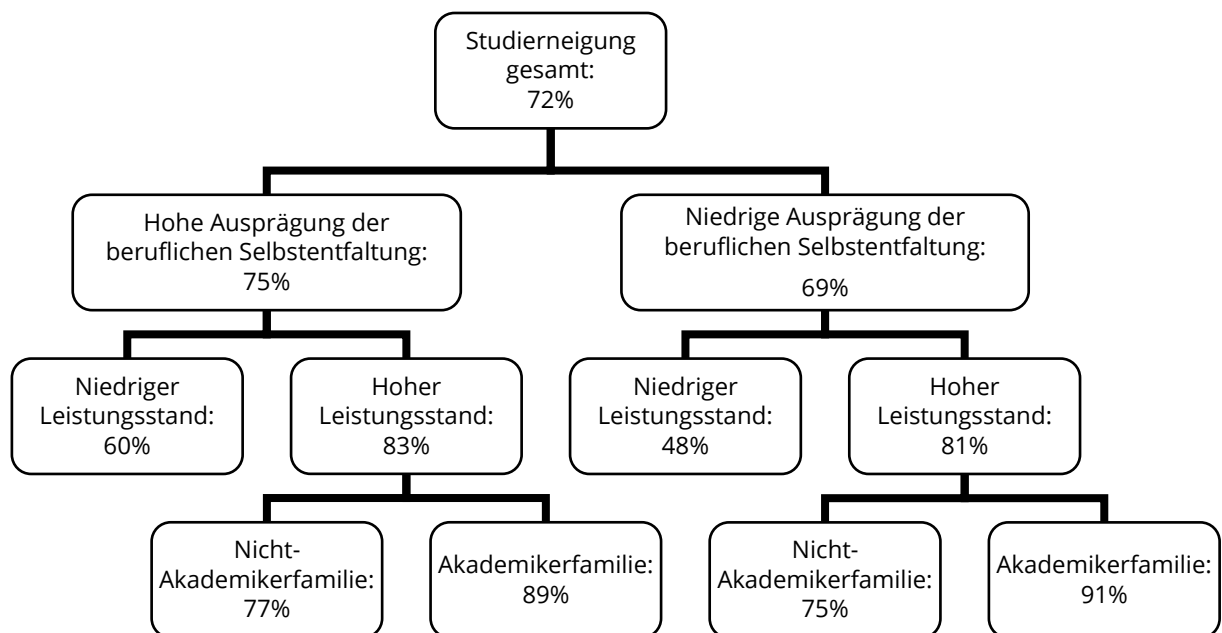 Studierneigung
gesamt:
72%
Hohe Ausprägung der
beruflichen Selbstentfaltung:
75%
Niedrige Ausprägung der
beruflichen Selbstentfaltung:
69%
Niedriger
Leistungsstand:
60%
Hoher
Leistungsstand:
83%
Niedriger
Leistungsstand:
48%
Hoher
Leistungsstand:
81%
Nicht-
Akademikerfamilie:
77%
Akademikerfamilie:
89%
Nicht-
Akademikerfamilie:
75%
Akademikerfamilie:
91%